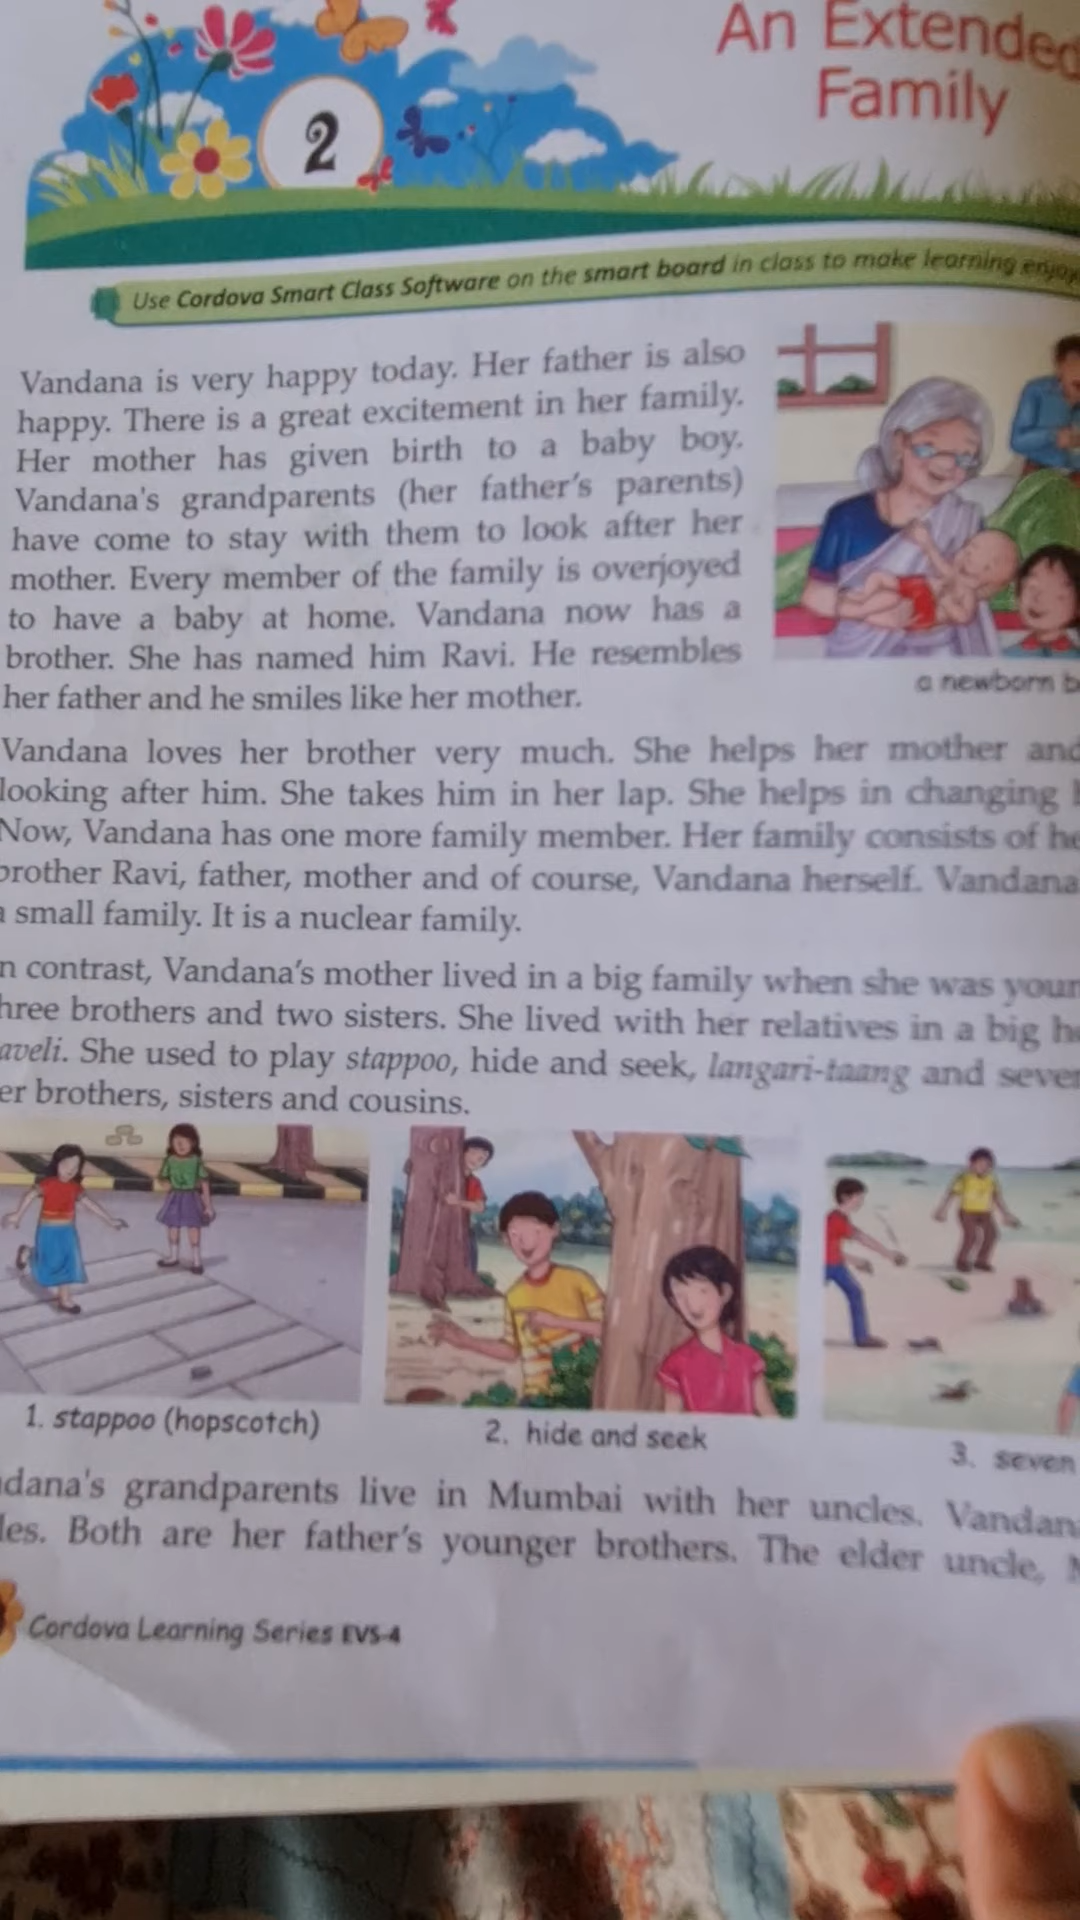 An Extended
Family
2
Use Cordova Smart Class Software on the smart board in class to make learning
Vandana is very happy today. Her father is also
happy. There is a great excitement in her family.
Her mother has given birth to a baby boy.
Vandana's grandparents (her father's parents)
have come to stay with them to look after her
mother. Every member of the family is overjoyed
to have a baby at home. Vandana now has a
brother. She has named him Ravi. He resembles
her father and he smiles like her mother.
a newborn
Vandana loves her brother very much. She helps her mother and
looking after him. She takes him in her lap. She helps in changing
Now, Vandana has one more family member. Her family consists of
brother Ravi, father, mother and of course, Vandana herself. Vandana
a small family. It is a nuclear family.
n contrast, Vandana's mother lived in a big family when she was
hree brothers and two sisters. She lived with her relatives in a big
aveli. She used to play stappoo, hide and seek, langari-taang and
er brothers, sisters and cousins.
1. stappoo (hopscotch)
2. hide and seek
3. seven
dana's grandparents live in Mumbai with her uncles. Vandana
les. Both are her father's younger brothers. The elder uncle,
Cordova Learning Series EVS-4